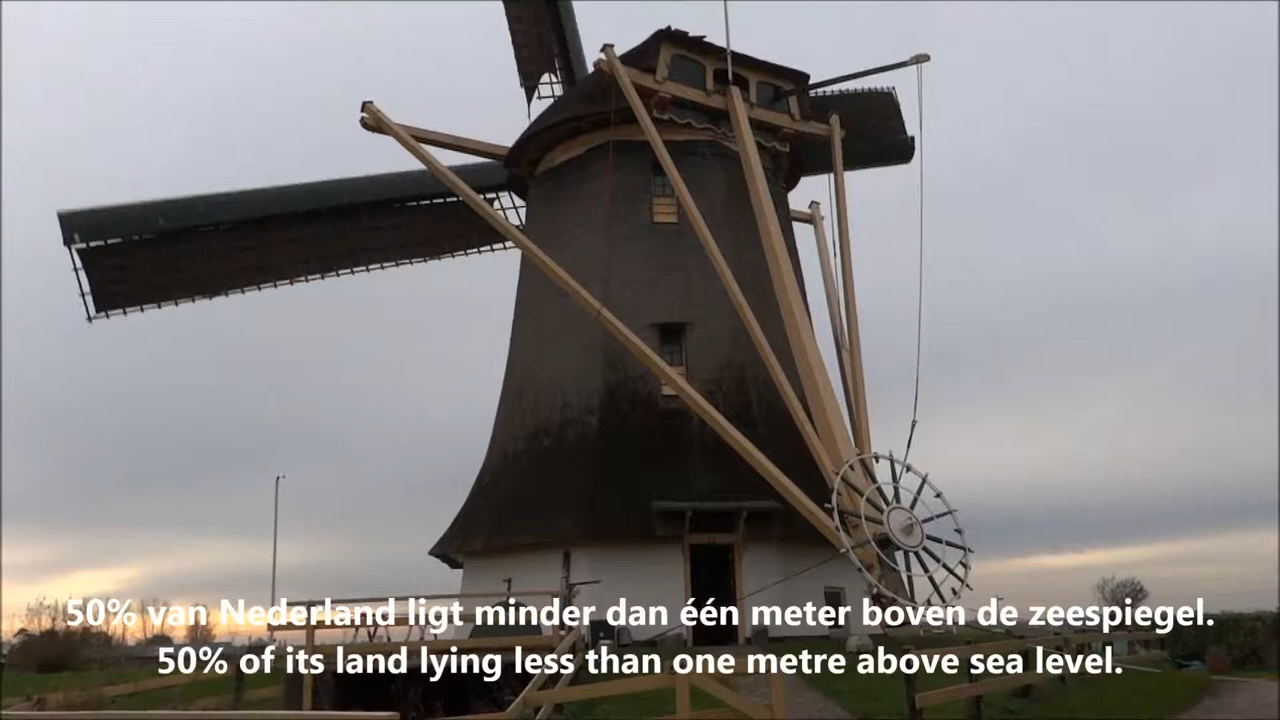 50% van Nederland ligt minder dan één meter boven de zeespiegel.
50% of its land lying less than one metre above sea level.